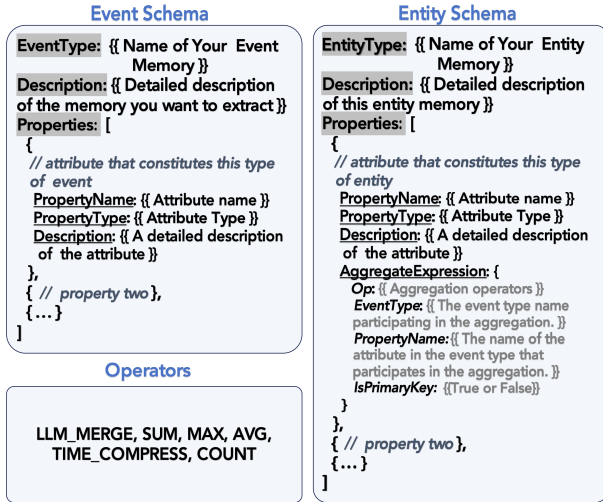 Event Schema
EventType: {{ Name of Your Event
Memory }}
Description: {{ Detailed description
of the memory you want to extract }}
Properties: [
{
// attribute that constitutes this type
of event
PropertyName: {{ Attribute name }}
PropertyType: {{ Attribute Type }}
Description: {{ A detailed description
of the attribute }}
},
{ // property two },
{...}
]
Operators
LLM_MERGE, SUM, MAX, AVG,
TIME_COMPRESS, COUNT
Entity Schema
EntityType: {{ Name of Your Entity
Memory }}
Description: {{ Detailed description
of this entity memory }}
Properties: [
{
// attribute that constitutes this type
of entity
PropertyName: {{ Attribute name }}
PropertyType: {{ Attribute Type }}
Description: {{ A detailed description
of the attribute }}
AggregateExpression: {
Op: {{ Aggregation operators }}
EventType: {{ The event type name
participating in the aggregation. }}
PropertyName: {{ The name of the
attribute in the event type that
participates in the aggregation. }}
IsPrimaryKey: {{True or False}}
}
},
{ // property two },
{...}
]